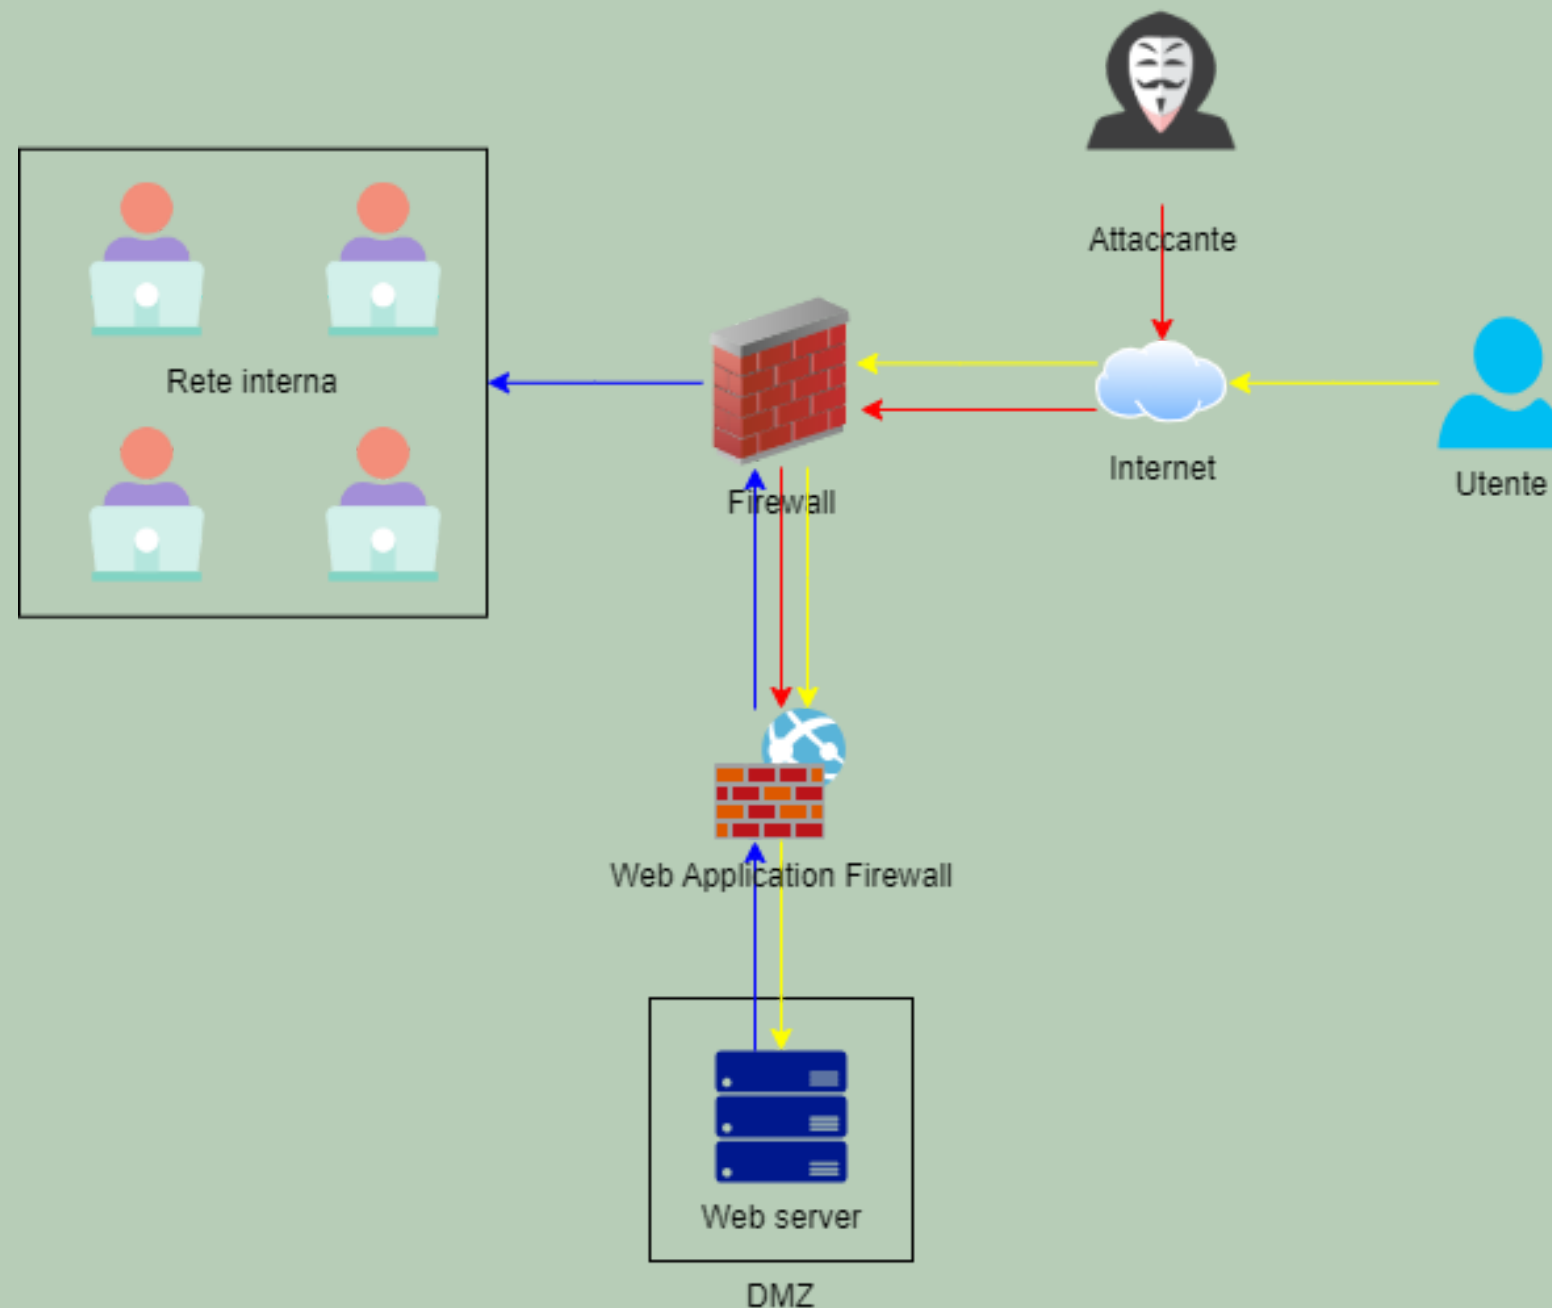 Attaccante
Rete interna
Internet
Utente
Firewall
Web Application Firewall
Web server
DMZ